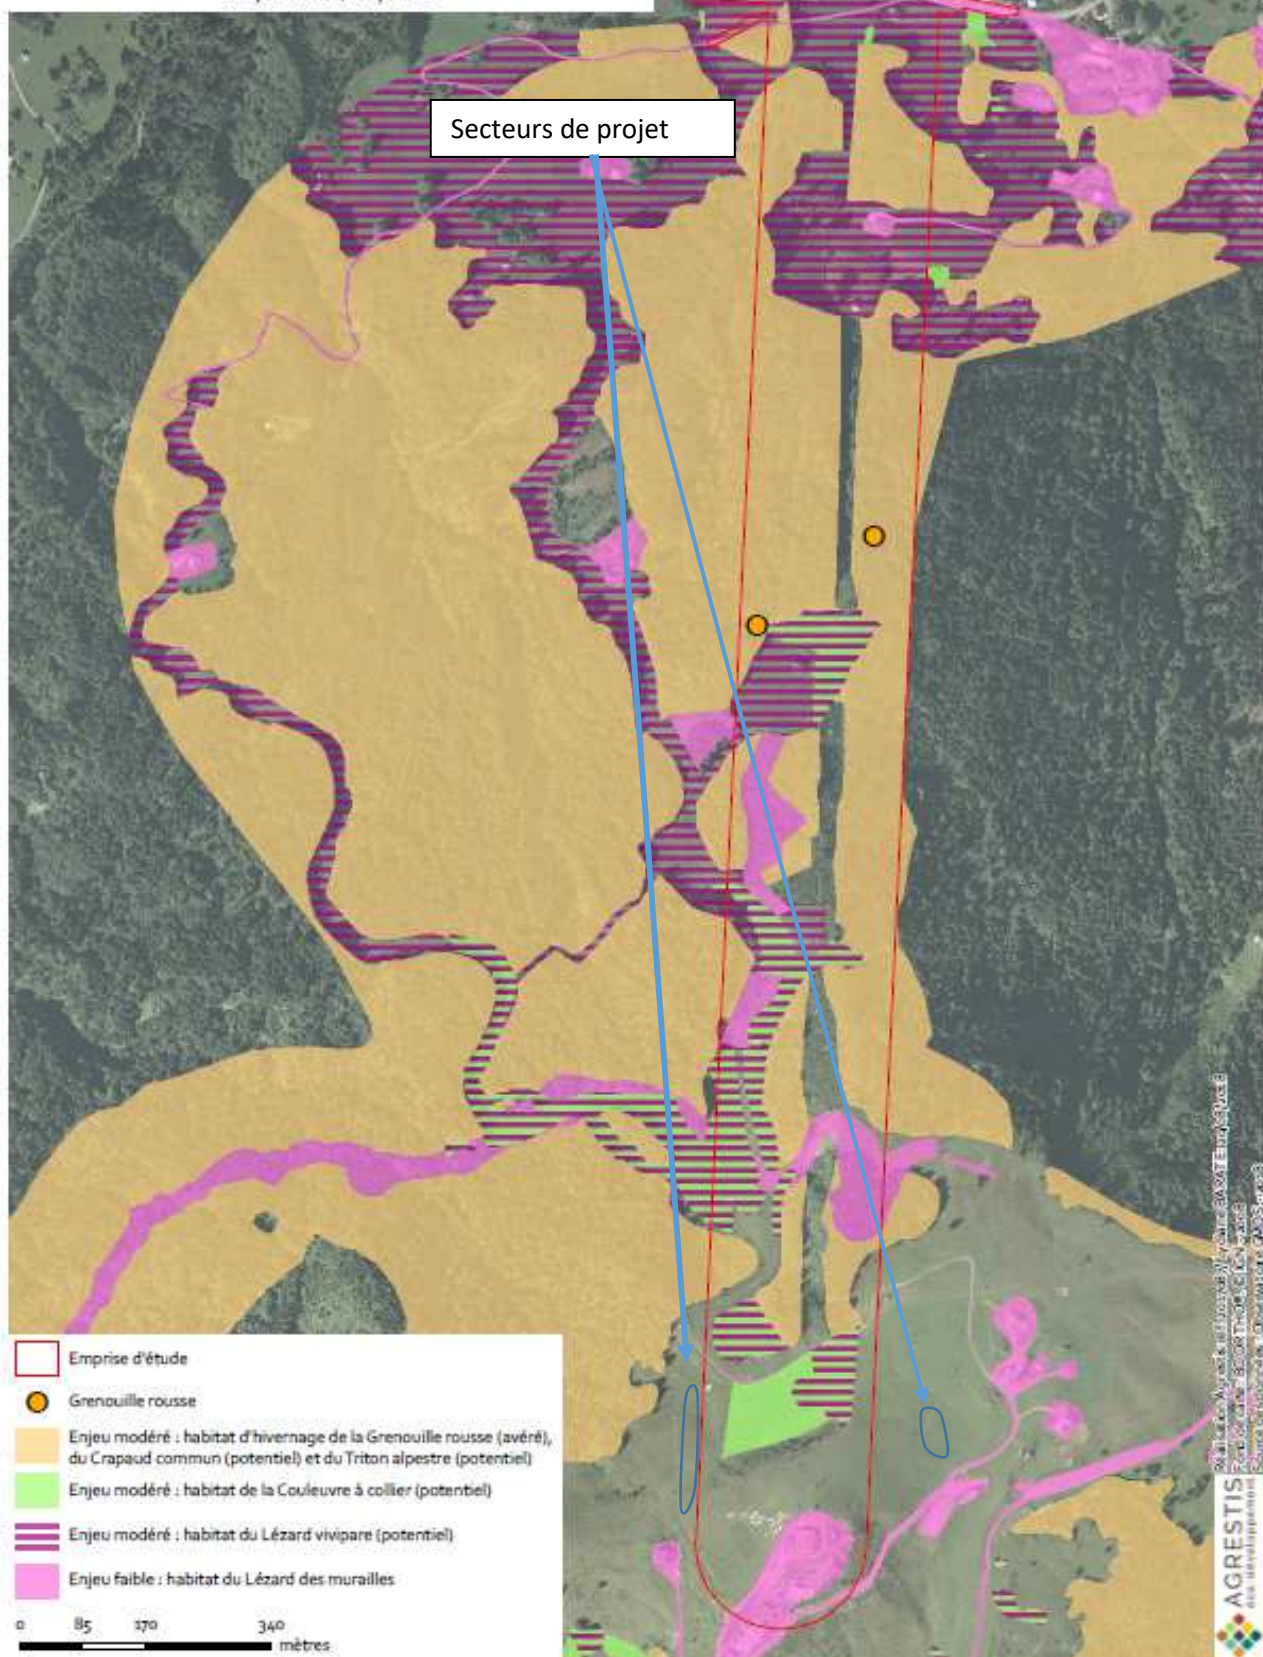 Secteurs de projet
Emprise d'étude
Grenouille rousse
Enjeu modéré : habitat d'hivernage de la Grenouille rousse (avéré),
du Crapaud commun (potentiel) et du Triton alpestre (potentiel)
Enjeu modéré : habitat de la Couleuvre à collier (potentiel)
Enjeu modéré : habitat du Lézard vivipare (potentiel)
Enjeu faible : habitat du Lézard des murailles
0 85 170 340
mètres
AGRESTIS